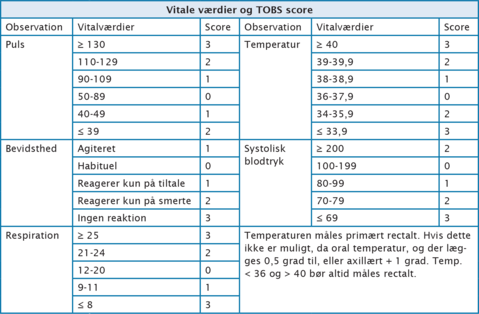 Vitale værdier og TOBS score
Observation Vitalværdier Score Observation Vitalværdier Score
Puls ≥ 130 3 Temperatur ≥ 40 3
110-129 2 39-39,9 2
90-109 1 38-38,9 1
50-89 0 36-37,9 0
40-49 1 34-35,9 2
≤ 39 2 ≤ 33,9 3
Bevidsthed Agiteret 1 Systolisk blodtryk ≥ 200 2
Habituel 0 100-199 0
Reagerer kun på tiltale 1 80-99 1
Reagerer kun på smerte 2 70-79 2
Ingen reaktion 3 ≤ 69 3
Respiration ≥ 25 3 Temperaturen måles primært rektalt. Hvis dette
21-24 2 ikke er muligt, da oral temperatur, og der læg-
12-20 0 ges 0,5 grad til, eller axillært + 1 grad. Temp.
9-11 1 < 36 og > 40 bør altid måles rectalt.
≤ 8 3